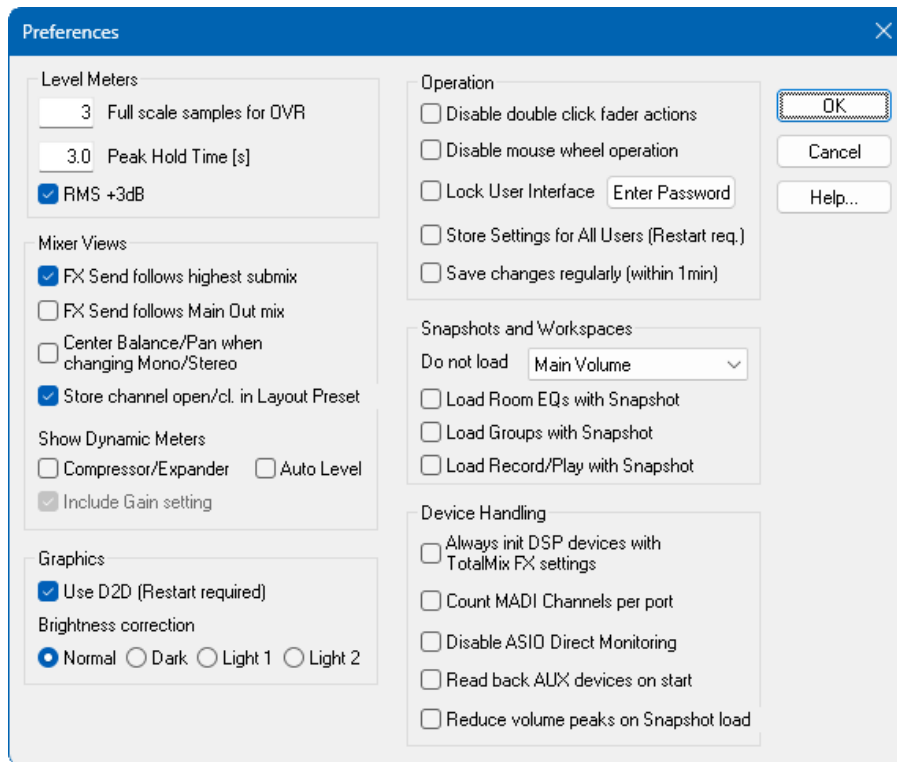 Preferences
Level Meters
3 Full scale samples for OVR
3.0 Peak Hold Time [s]
RMS +3dB
Mixer Views
FX Send follows highest submix
FX Send follows Main Out mix
Center Balance/Pan when
changing Mono/Stereo
Store channel open/cl. in Layout Preset
Show Dynamic Meters
Compressor/Expander Auto Level
Include Gain setting
Graphics
Use D2D (Restart required)
Brightness correction
Normal Dark Light 1 Light 2
Operation
Disable double click fader actions
Disable mouse wheel operation
Lock User Interface Enter Password
Store Settings for All Users (Restart req.)
Save changes regularly (within 1min)
Snapshots and Workspaces
Do not load Main Volume
Load Room EQs with Snapshot
Load Groups with Snapshot
Load Record/Play with Snapshot
Device Handling
Always init DSP devices with
TotalMix FX settings
Count MADI Channels per port
Disable ASIO Direct Monitoring
Read back AUX devices on start
Reduce volume peaks on Snapshot load
OK
Cancel
Help...